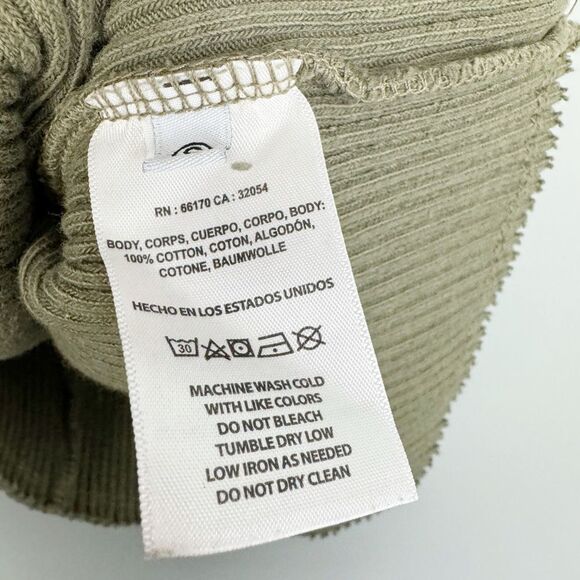 RN : 66170 CA : 32054
BODY, CORPS, CUERPO, CORPO, BODY:
100% COTTON, COTON, ALGODÓN,
COTONE, BAUMWOLLE
HECHO EN LOS ESTADOS UNIDOS
30
MACHINE WASH COLD
WITH LIKE COLORS
DO NOT BLEACH
TUMBLE DRY LOW
LOW IRON AS NEEDED
DO NOT DRY CLEAN